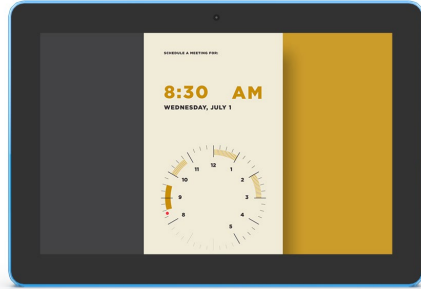 SCHEDULE A MEETING FOR:
8:30 AM
WEDNESDAY, JULY 1
12
11 1
10 2
9 3
8 4
5